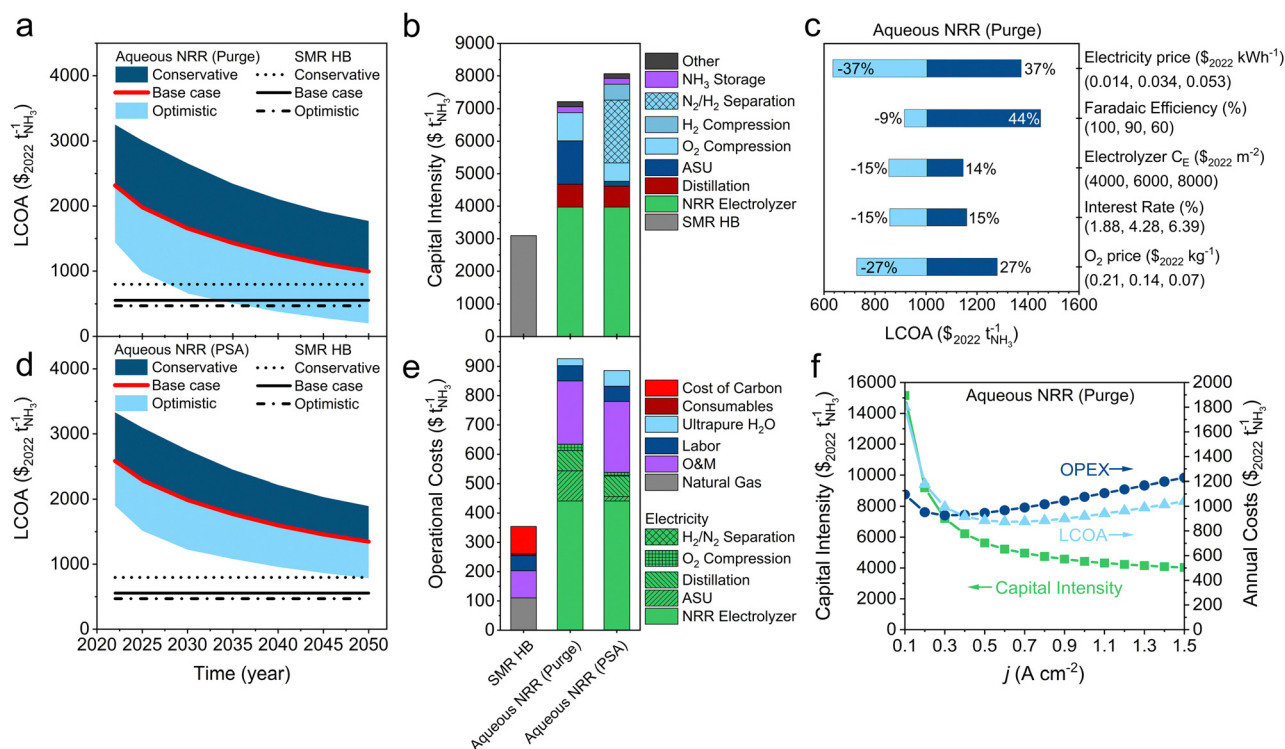 a
Aqueous NRR (Purge) SMR HB
Conservative Conservative
Base case Base case
Optimistic Optimistic
4000
3000
2000
1000
0
LCOA ($2022 t-1NH3)
b
9000
8000
7000
6000
5000
4000
3000
2000
1000
0
Capital Intensity ($ t-1NH3)
Other
NH3 Storage
N2/H2 Separation
H2 Compression
O2 Compression
ASU
Distillation
NRR Electrolyzer
SMR HB
c
Aqueous NRR (Purge)
-37% 37%
-9% 44%
-15% 14%
-15% 15%
-27% 27%
Electricity price ($2022 kWh-1)
(0.014, 0.034, 0.053)
Faradaic Efficiency (%)
(100, 90, 60)
Electrolyzer CE ($2022 m-2)
(4000, 6000, 8000)
Interest Rate (%)
(1.88, 4.28, 6.39)
O2 price ($2022 kg-1)
(0.21, 0.14, 0.07)
600 800 1000 1200 1400 1600
LCOA ($2022 t-1NH3)
d
Aqueous NRR (PSA) SMR HB
Conservative Conservative
Base case Base case
Optimistic Optimistic
4000
3000
2000
1000
0
LCOA ($2022 t-1NH3)
2020 2025 2030 2035 2040 2045 2050
Time (year)
e
900
800
700
600
500
400
300
200
100
0
Operational Costs ($ t-1NH3)
SMR HB
Aqueous NRR (Purge)
Aqueous NRR (PSA)
Cost of Carbon
Consumables
Ultrapure H2O
Labor
O&M
Natural Gas
Electricity
H2/N2 Separation
O2 Compression
Distillation
ASU
NRR Electrolyzer
f
Aqueous NRR (Purge)
16000
14000
12000
10000
8000
6000
4000
2000
0
Capital Intensity ($2022 t-1NH3)
OPEX
LCOA
Capital Intensity
2000
1800
1600
1400
1200
1000
800
600
400
200
0
Annual Costs ($2022 t-1NH3)
0.1 0.3 0.5 0.7 0.9 1.1 1.3 1.5
j (A cm-2)